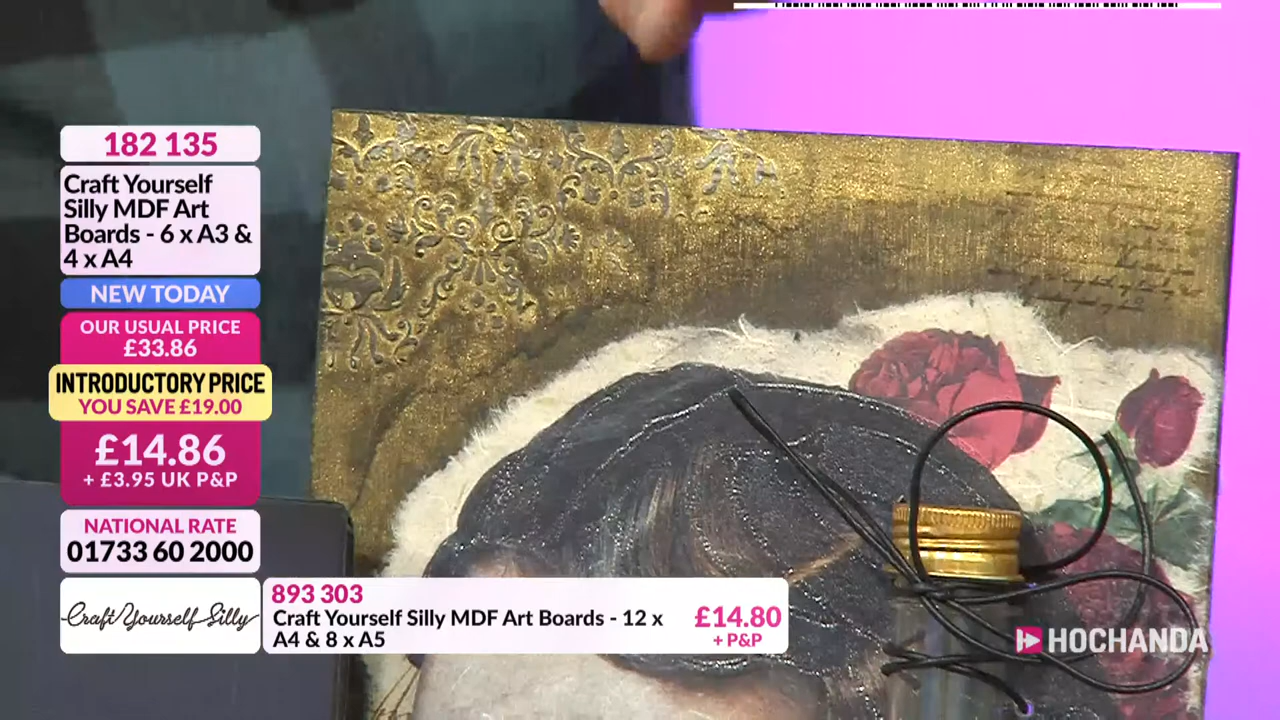 182 135
Craft Yourself
Silly MDF Art
Boards - 6 x A3 &
4 x A4
NEW TODAY
OUR USUAL PRICE
£33.86
INTRODUCTORY PRICE
YOU SAVE £19.00
£14.86
+ £3.95 UK P&P
NATIONAL RATE
01733 60 2000
Craft Yourself Silly
893 303
Craft Yourself Silly MDF Art Boards - 12 x
A4 & 8 x A5
£14.80
+ P&P
HOCHANDA